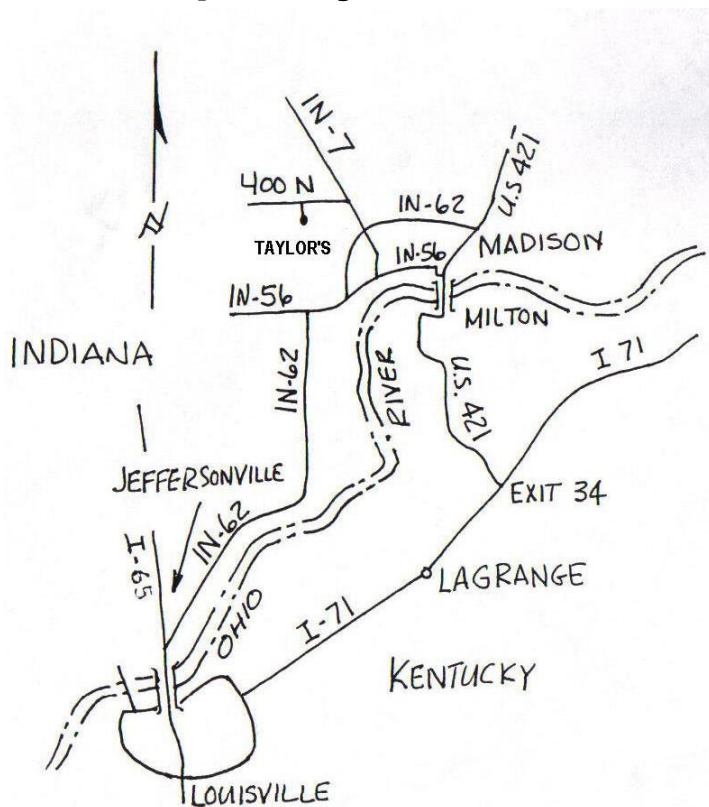 IN-7
U.S 421
400 N
IN-62
TAYLOR'S
IN-56
MADISON
IN-56
MILTON
INDIANA
IN-62
RIVER
U.S. 421
I 71
JEFFERSONVILLE
EXIT 34
IN-62
I-65
LAGRANGE
OHIO
I-71
KENTUCKY
LOUISVILLE